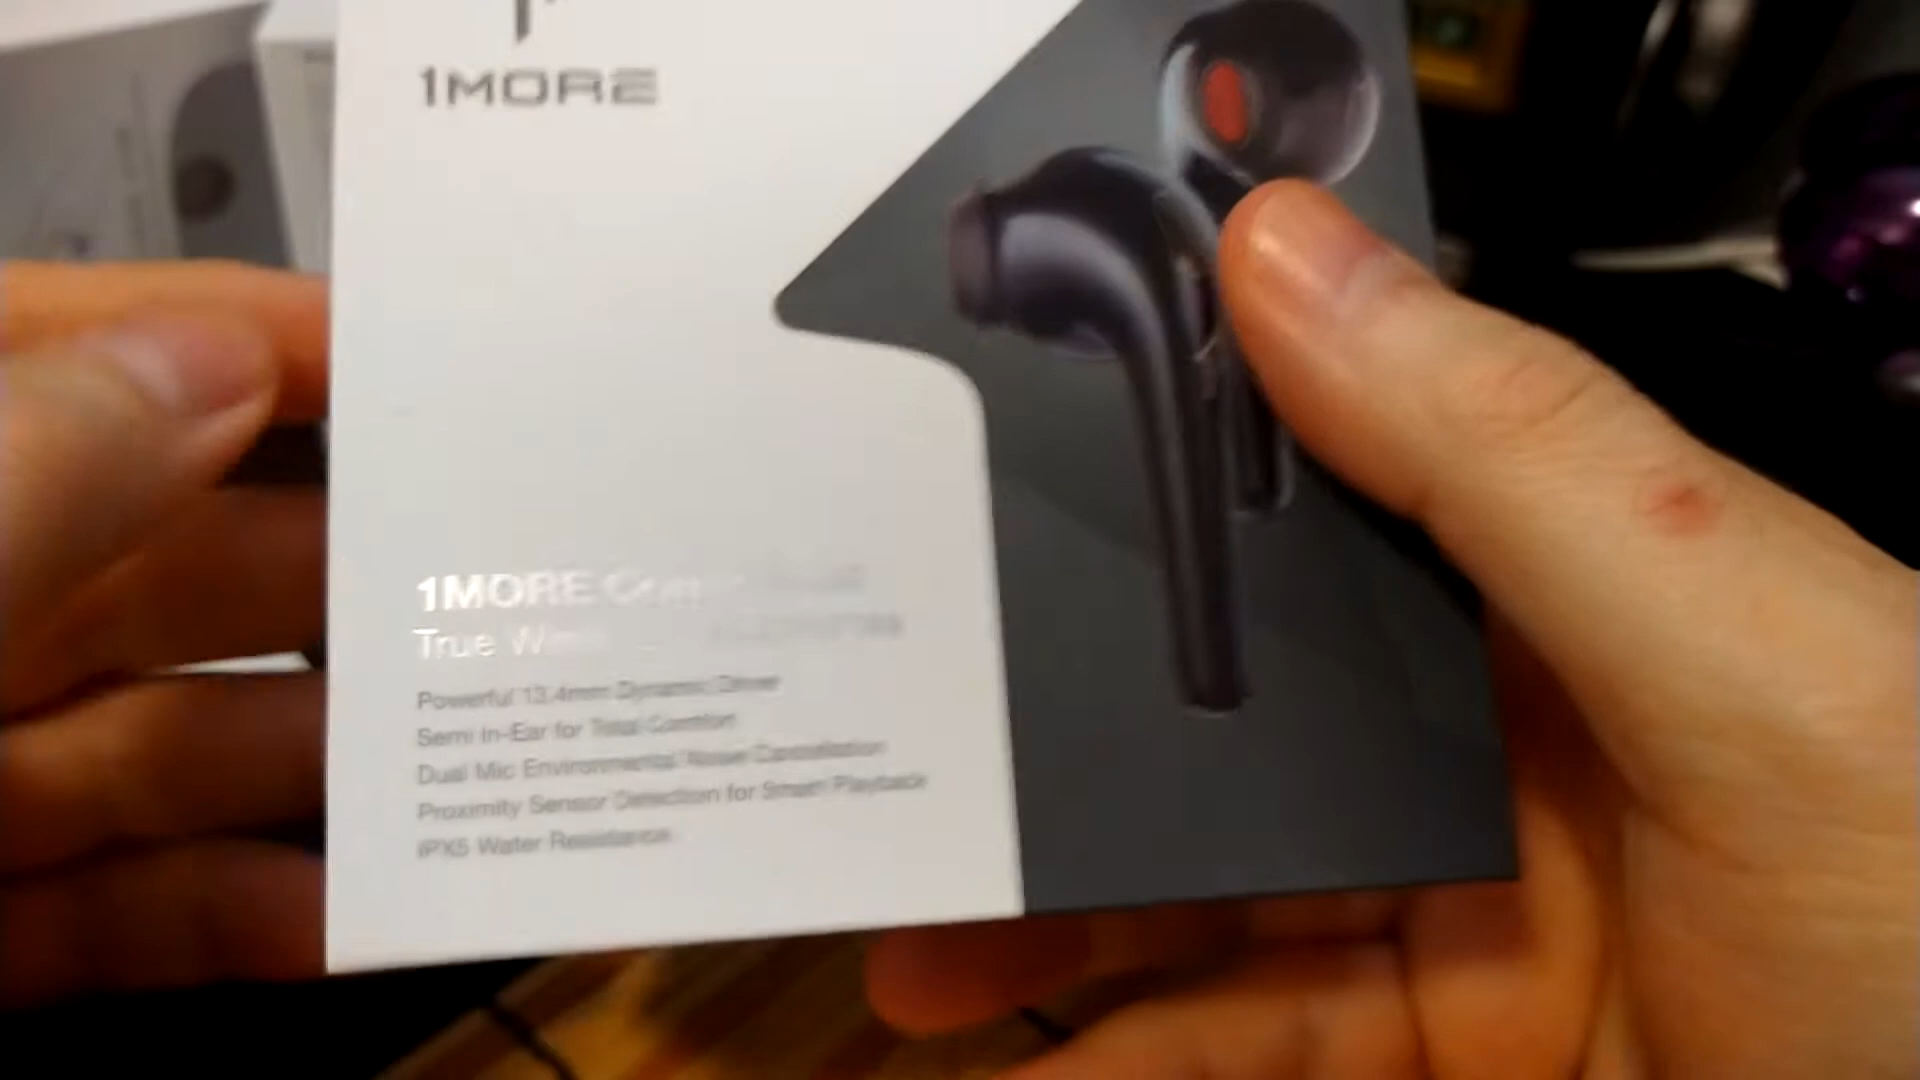 1MORE
1MORE
True
Powerful 13.4mm Dynamic Driver
Semi In-Ear for Total Comfort
Dual Mic Environmental Noise Cancellation
Proximity Sensor Detection for Smart Playback
IPX5 Water Resistance